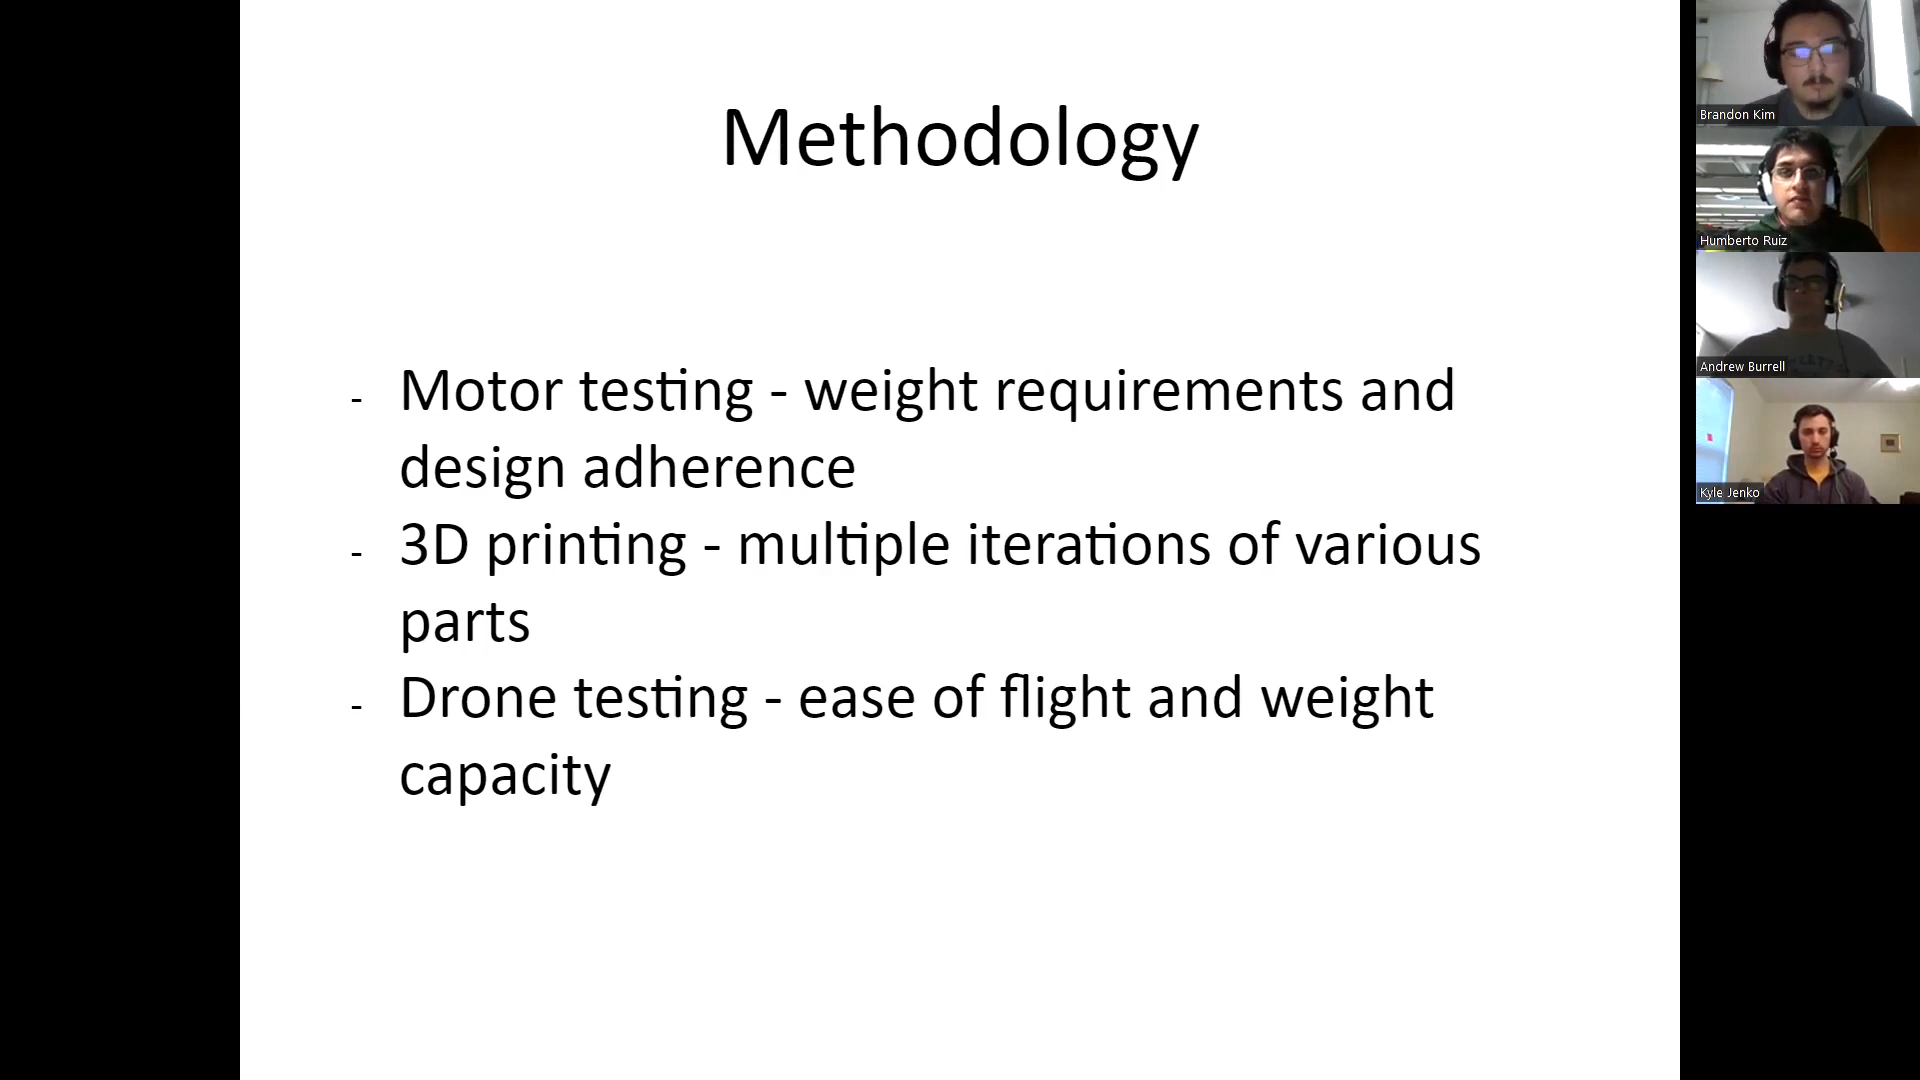 Methodology
- Motor testing - weight requirements and
design adherence
- 3D printing - multiple iterations of various
parts
- Drone testing - ease of flight and weight
capacity
Brandon Kim
Humberto Ruiz
Andrew Burrell
Kyle Jenko